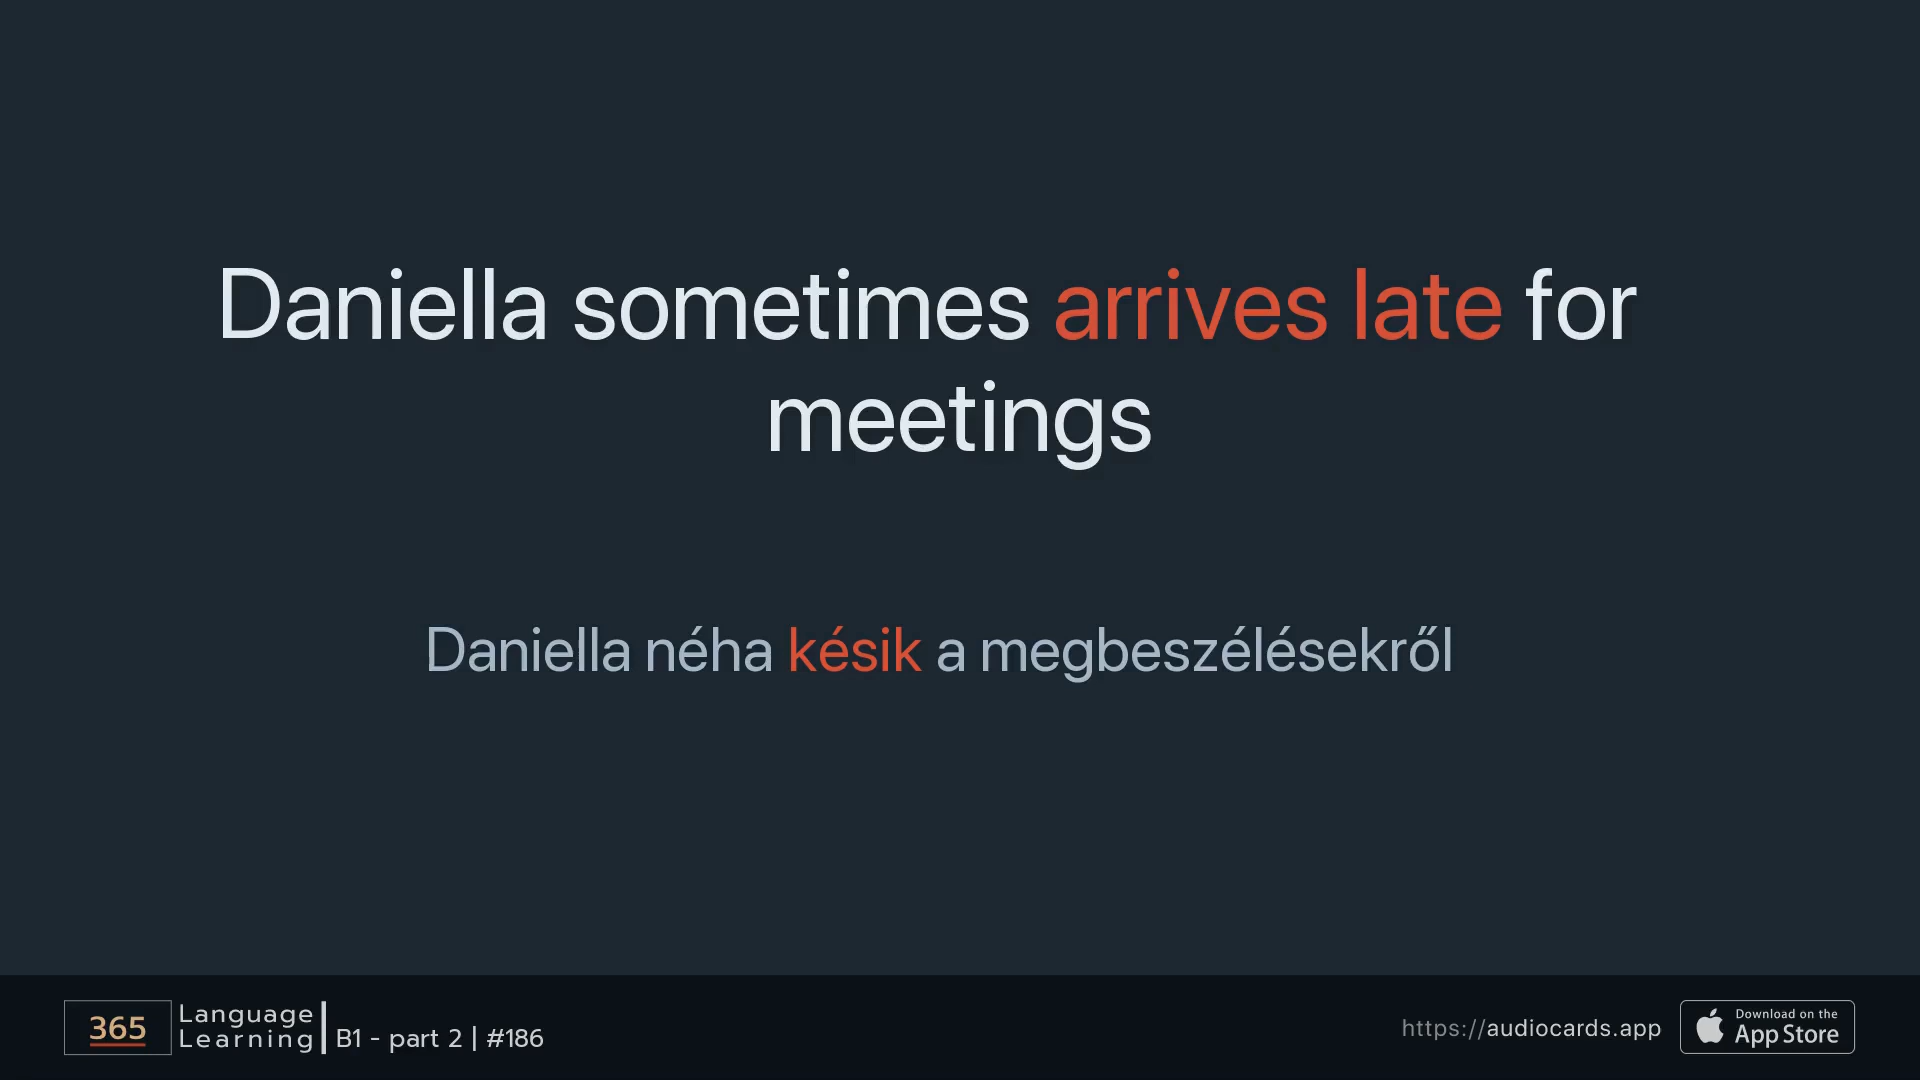 Daniella sometimes arrives late for
meetings
Daniella néha késik a megbeszélésekről
365
Language
Learning
B1 - part 2 | #186
https://audiocards.app
Download on the
App Store